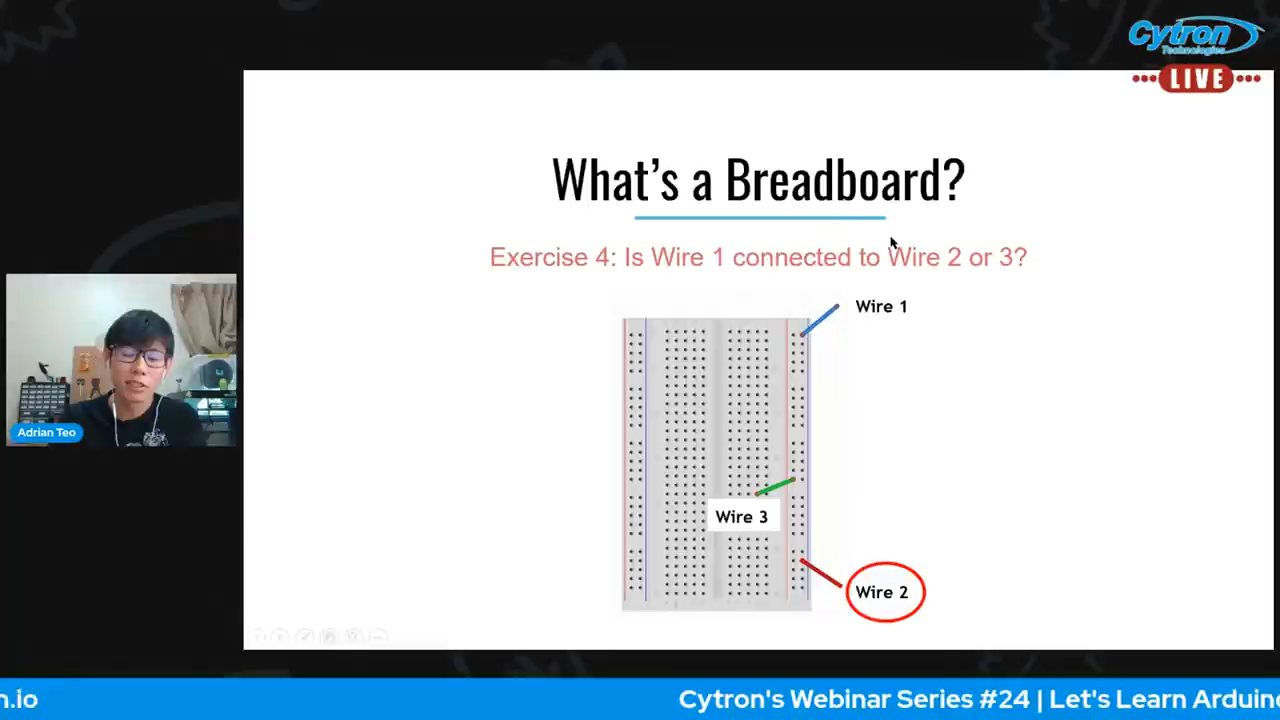 Cytron
Technologies
LIVE
What's a Breadboard?
Exercise 4: Is Wire 1 connected to Wire 2 or 3?
Wire 1
Wire 3
Wire 2
Adrian Teo
n.io
Cytron's Webinar Series #24 | Let's Learn Arduino